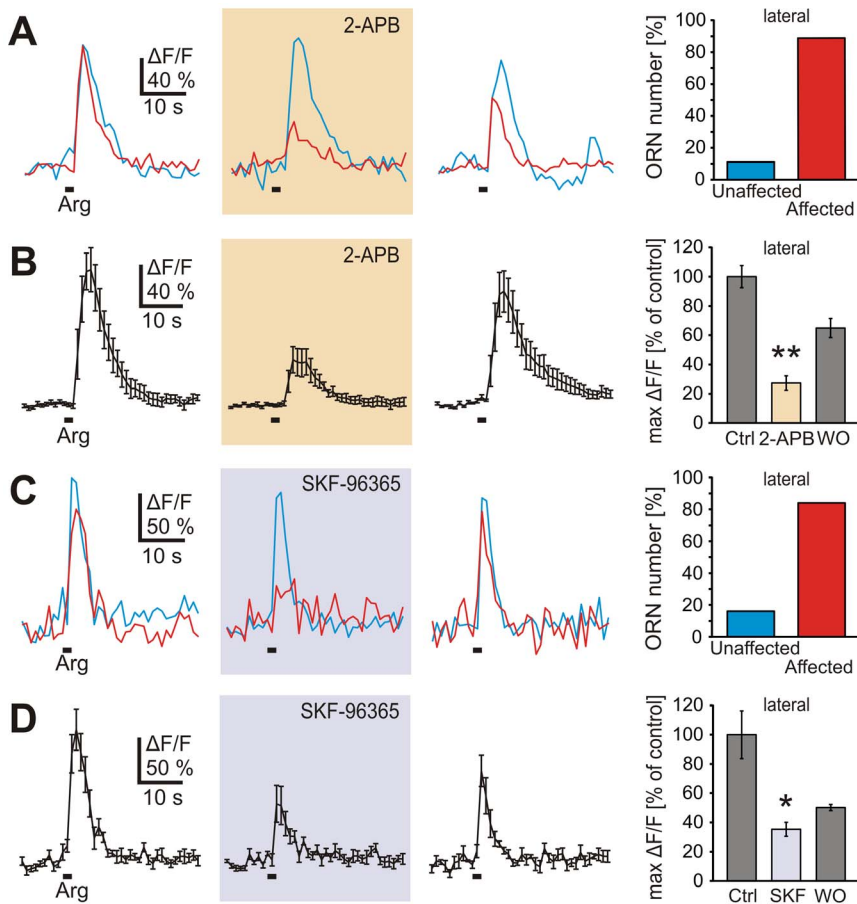 A
ΔF/F
40 %
10 s
Arg
2-APB
ORN number [%]
100
80
60
40
20
0
lateral
Unaffected
Affected
B
ΔF/F
40 %
10 s
Arg
2-APB
max ΔF/F [% of control]
120
100
80
60
40
20
0
lateral
**
Ctrl 2-APB WO
C
ΔF/F
50 %
10 s
Arg
SKF-96365
ORN number [%]
100
80
60
40
20
0
lateral
Unaffected
Affected
D
ΔF/F
50 %
10 s
Arg
SKF-96365
max ΔF/F [% of control]
120
100
80
60
40
20
0
lateral
*
Ctrl SKF WO